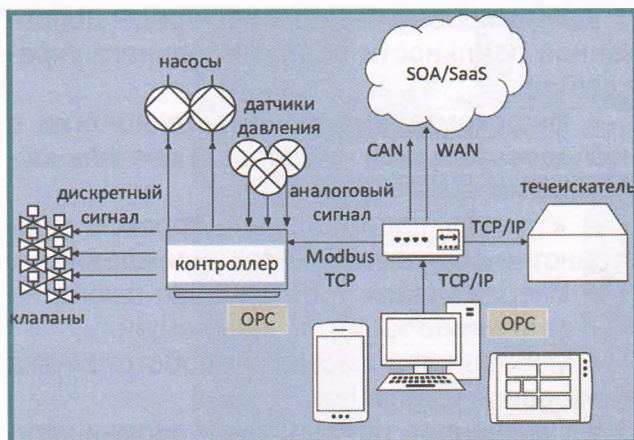 насосы
датчики
давления
SOA/SaaS
CAN
WAN
дискретный
сигнал
аналоговый
сигнал
течеискатель
TCP/IP
контроллер
Modbus
TCP
TCP/IP
клапаны
OPC
OPC